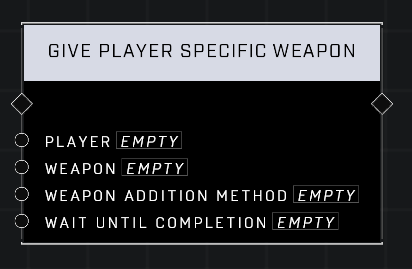 GIVE PLAYER SPECIFIC WEAPON
PLAYER EMPTY
WEAPON EMPTY
WEAPON ADDITION METHOD EMPTY
WAIT UNTIL COMPLETION EMPTY